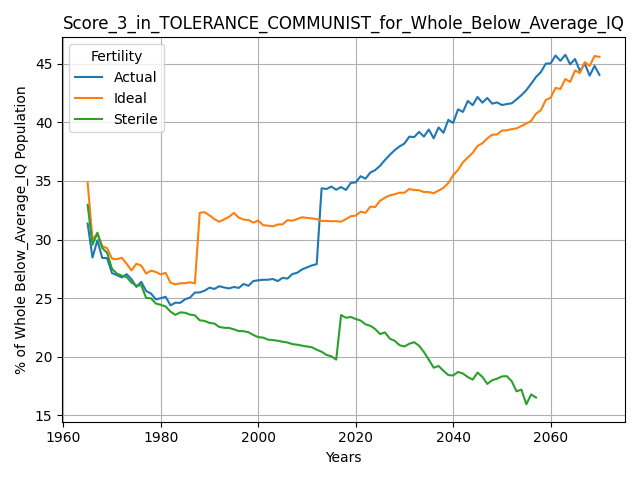 Score_3_in_TOLERANCE_COMMUNIST_for_Whole_Below_Average_IQ
Fertility
Actual
Ideal
Sterile
% of Whole Below_Average_IQ Population
45
40
35
30
25
20
15
1960 1980 2000 2020 2040 2060
Years